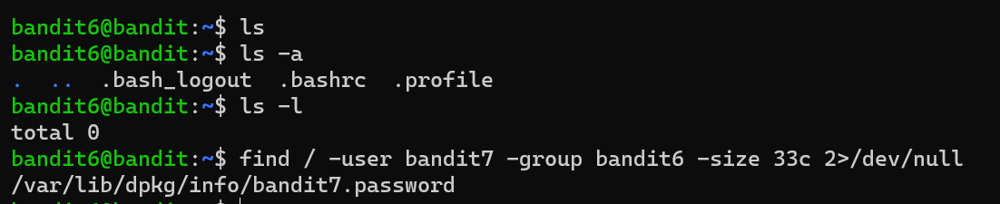 bandit6@bandit:~$ ls
bandit6@bandit:~$ ls -a
.  ..  .bash_logout  .bashrc  .profile
bandit6@bandit:~$ ls -l
total 0
bandit6@bandit:~$ find / -user bandit7 -group bandit6 -size 33c 2>/dev/null
/var/lib/dpkg/info/bandit7.password